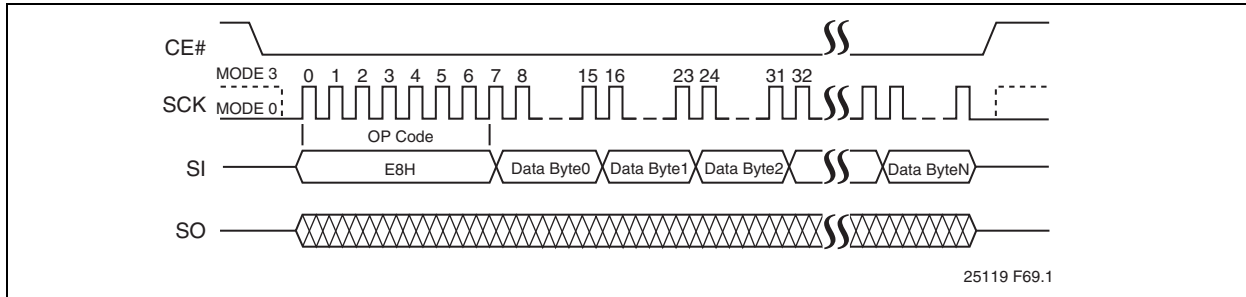 CE#
MODE 3 0 1 2 3 4 5 6 7 8 15 16 23 24 31 32
SCK MODE 0
OP Code
SI E8H Data Byte0 Data Byte1 Data Byte2 Data ByteN
SO
25119 F69.1